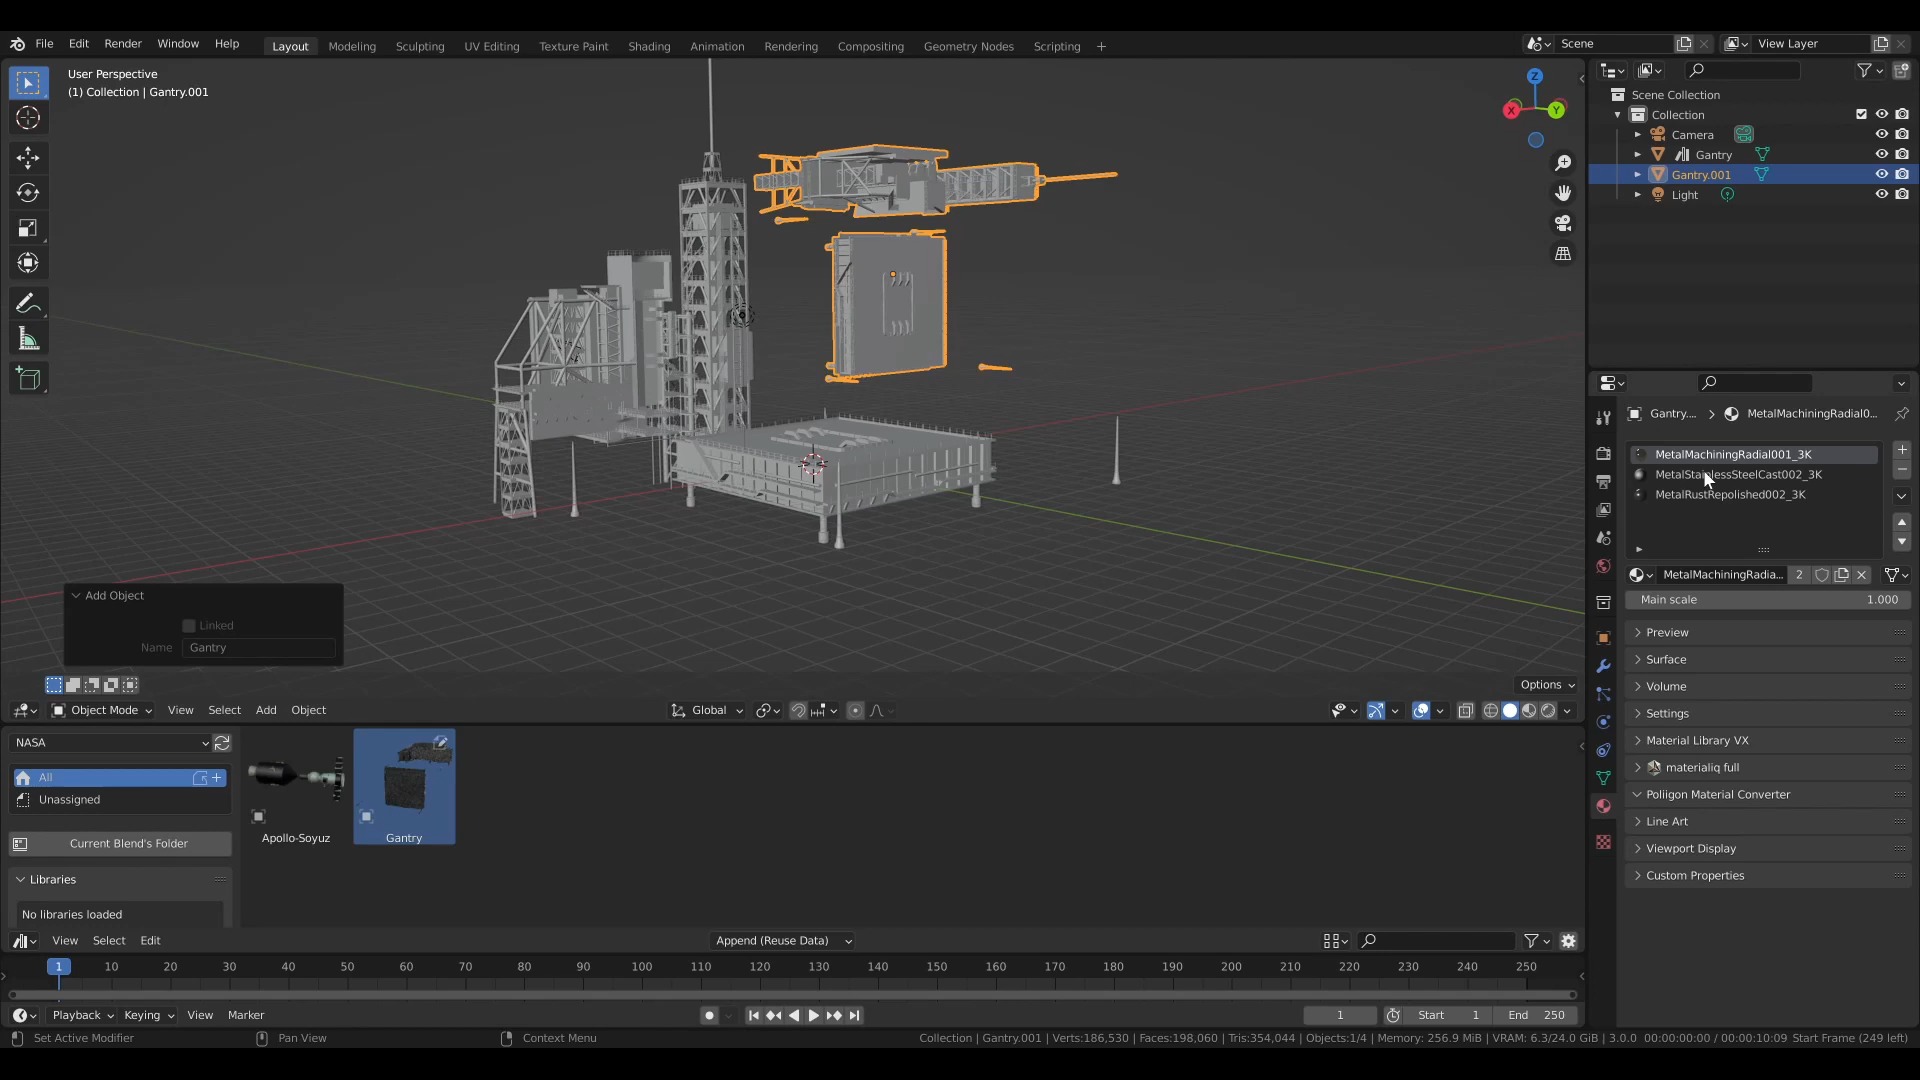 File Edit Render Window Help Layout Modeling Sculpting UV Editing Texture Paint Shading Animation Rendering Compositing Geometry Nodes Scripting Scene View Layer
User Perspective
(1) Collection | Gantry.001
Z
X
Y
Scene Collection
Collection
Camera
Gantry
Gantry.001
Light
Gantry.... MetalMachiningRadial0...
MetalMachiningRadial001_3K
MetalStainlessSteelCast002_3K
MetalRustRepolished002_3K
MetalMachiningRadia... 2
Main scale 1.000
Preview
Surface
Volume
Settings
Material Library VX
materialiq full
Poliigon Material Converter
Line Art
Viewport Display
Custom Properties
Add Object
Linked
Name Gantry
Options
Object Mode View Select Add Object Global
NASA
All
Unassigned
Current Blend's Folder
Libraries
No libraries loaded
Apollo-Soyuz
Gantry
View Select Edit Append (Reuse Data)
1 10 20 30 40 50 60 70 80 90 100 110 120 130 140 150 160 170 180 190 200 210 220 230 240 250
Playback Keying View Marker 1 Start 1 End 250
Set Active Modifier Pan View Context Menu Collection | Gantry.001 | Verts:186,530 | Faces:198,060 | Tris:354,044 | Objects:1/4 | Memory: 256.9 MiB | VRAM: 6.3/24.0 GiB | 3.0.0 00:00:00:00 / 00:00:10:09 Start Frame (249 left)